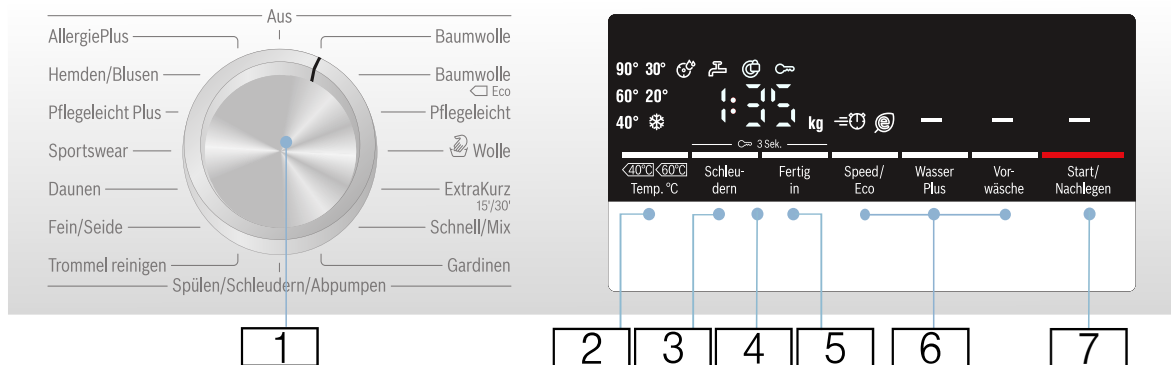 Aus
AllergiePlus
Hemden/Blusen
Pflegeleicht Plus
Sportswear
Daunen
Fein/Seide
Trommel reinigen
Spülen/Schleudern/Abpumpen
Baumwolle
Baumwolle
Eco
Pflegeleicht
Wolle
ExtraKurz
15'/30'
Schnell/Mix
Gardinen
90° 30°
60° 20°
40°
1:35
kg
3 Sek.
40°C 60°C
Temp. °C
Schleu-
dern
Fertig
in
Speed/
Eco
Wasser
Plus
Vor-
wäsche
Start/
Nachlegen
1
2
3
4
5
6
7